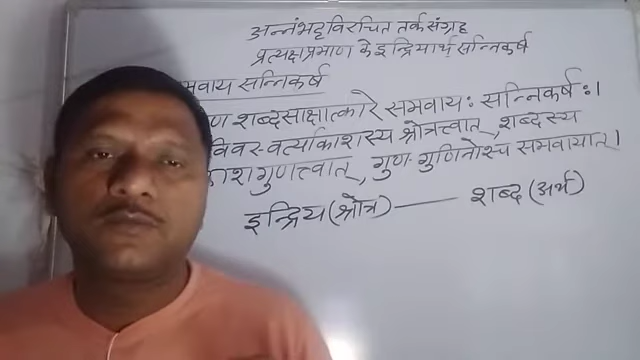 अन्नंभट्टविरचित तर्कसंग्रह
प्रत्यक्षप्रमाण के इन्द्रियार्थ सन्निकर्ष
मवाय सन्निकर्ष
ण शब्दसाक्षात्कारे समवायः सन्निकर्षः।
विवर-वर्त्याकाशस्य श्रोत्रत्वात्, शब्दस्य
काशगुणत्त्वात्, गुण-गुणिनोश्च समवायात्।
इन्द्रिय(श्रोत्र) —— शब्द(अर्थ)